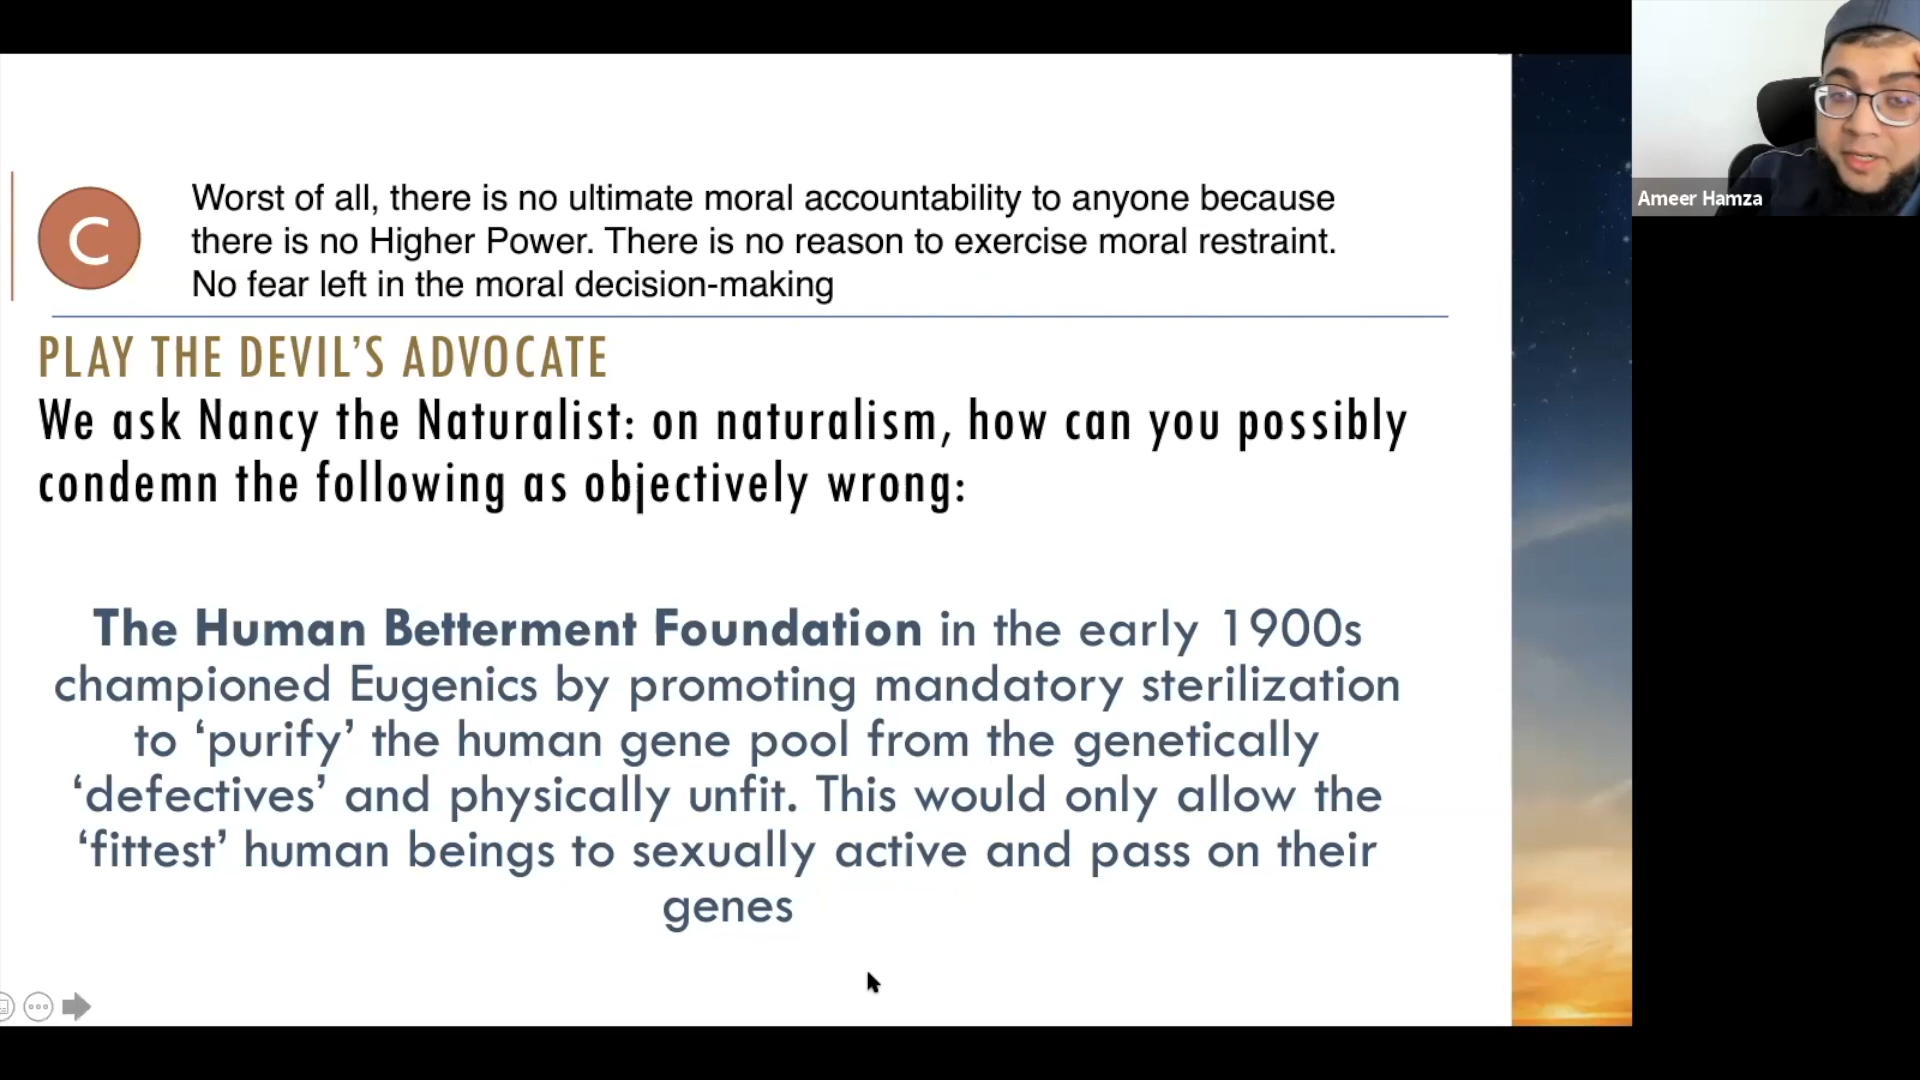 C
Worst of all, there is no ultimate moral accountability to anyone because
there is no Higher Power. There is no reason to exercise moral restraint.
No fear left in the moral decision-making
PLAY THE DEVIL’S ADVOCATE
We ask Nancy the Naturalist: on naturalism, how can you possibly
condemn the following as objectively wrong:
The Human Betterment Foundation in the early 1900s
championed Eugenics by promoting mandatory sterilization
to ‘purify’ the human gene pool from the genetically
‘defectives’ and physically unfit. This would only allow the
‘fittest’ human beings to sexually active and pass on their
genes
Ameer Hamza